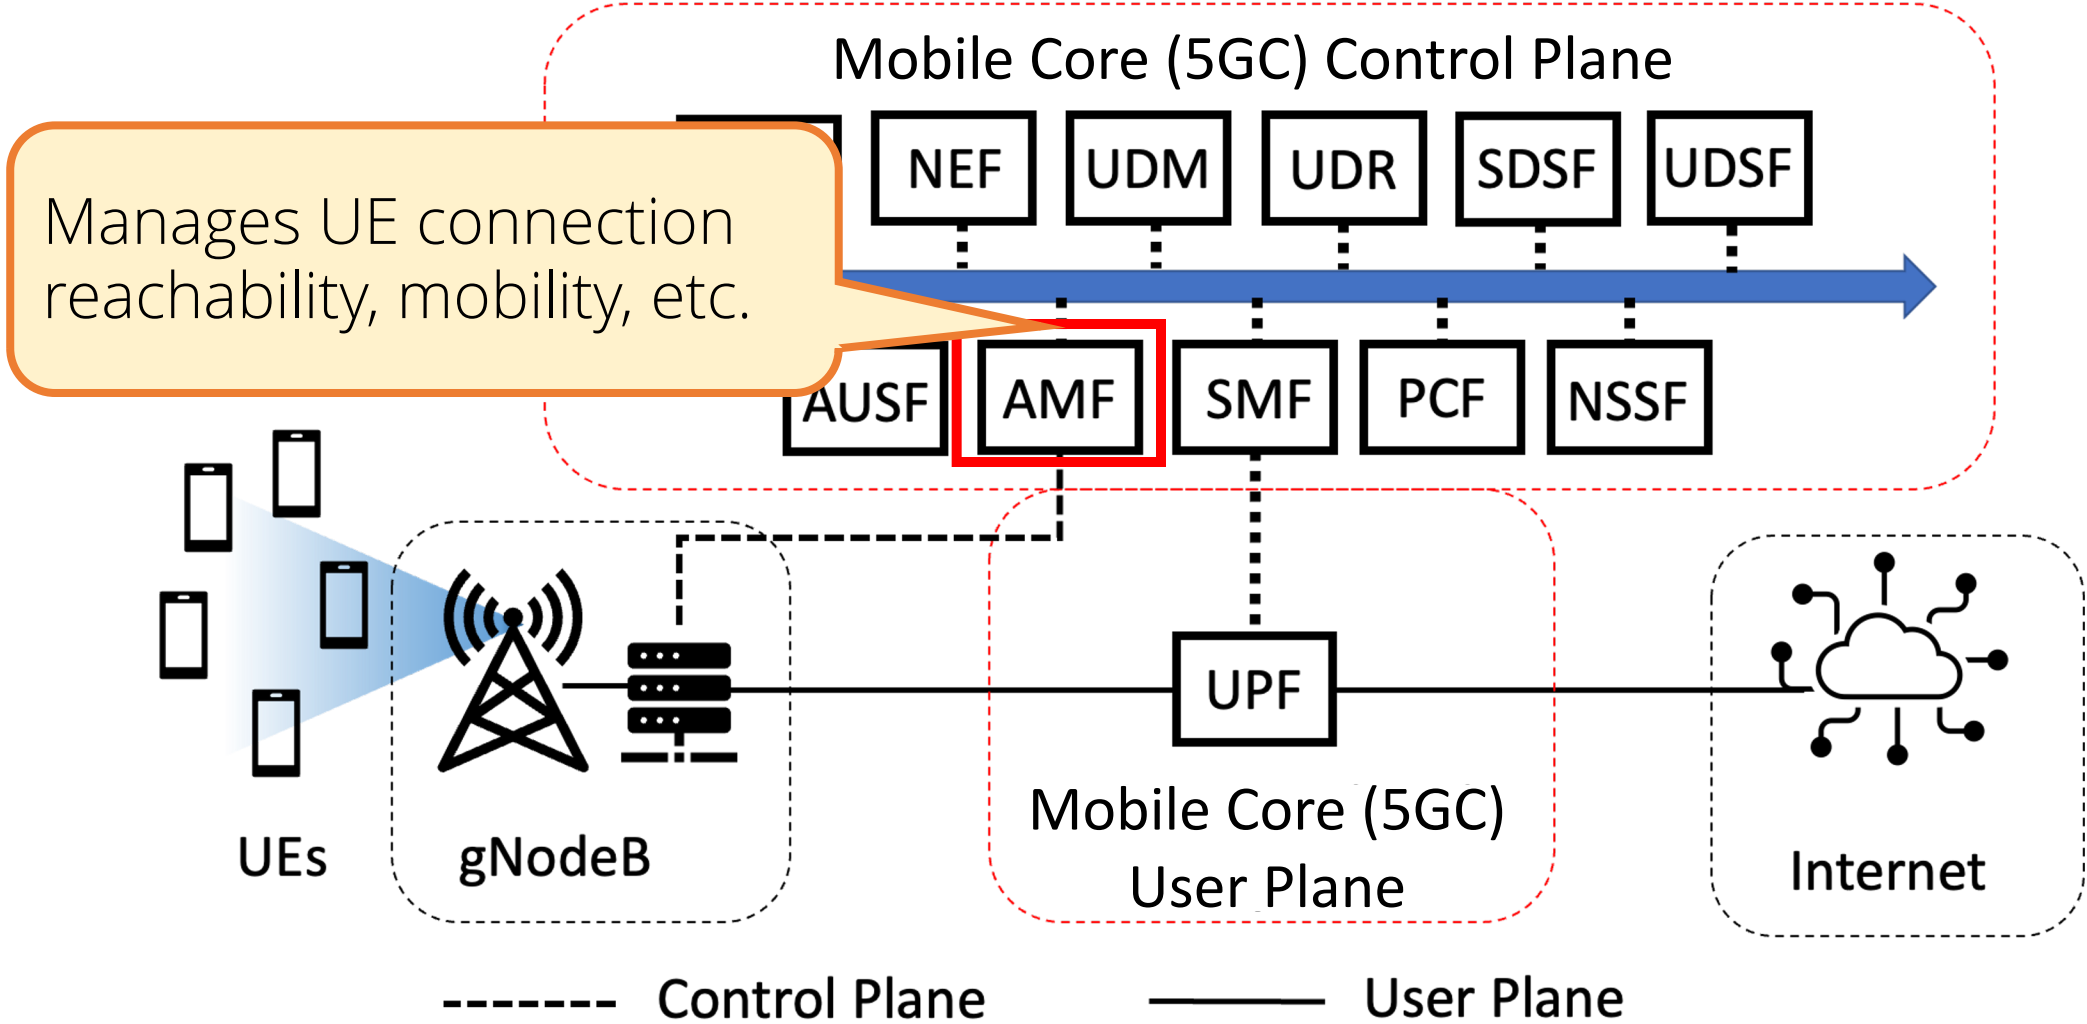 Mobile Core (5GC) Control Plane
NEF
UDM
UDR
SDSF
UDSF
Manages UE connection
reachability, mobility, etc.
AUSF
AMF
SMF
PCF
NSSF
UPF
Mobile Core (5GC)
User Plane
UEs
gNodeB
Internet
Control Plane
User Plane